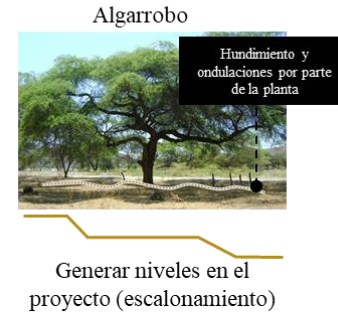 Algarrobo
Hundimiento y
ondulaciones por parte
de la planta
Generar niveles en el
proyecto (escalonamiento)